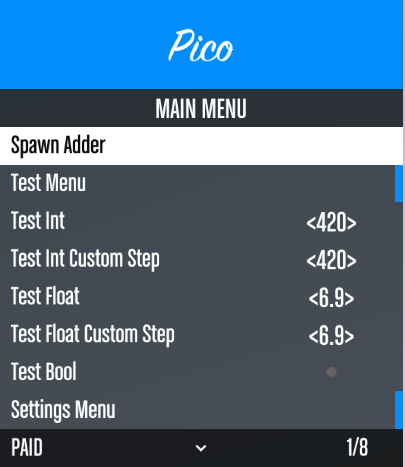 Pico
MAIN MENU
Spawn Adder
Test Menu
Test Int <420>
Test Int Custom Step <420>
Test Float <6.9>
Test Float Custom Step <6.9>
Test Bool
Settings Menu
PAID 1/8